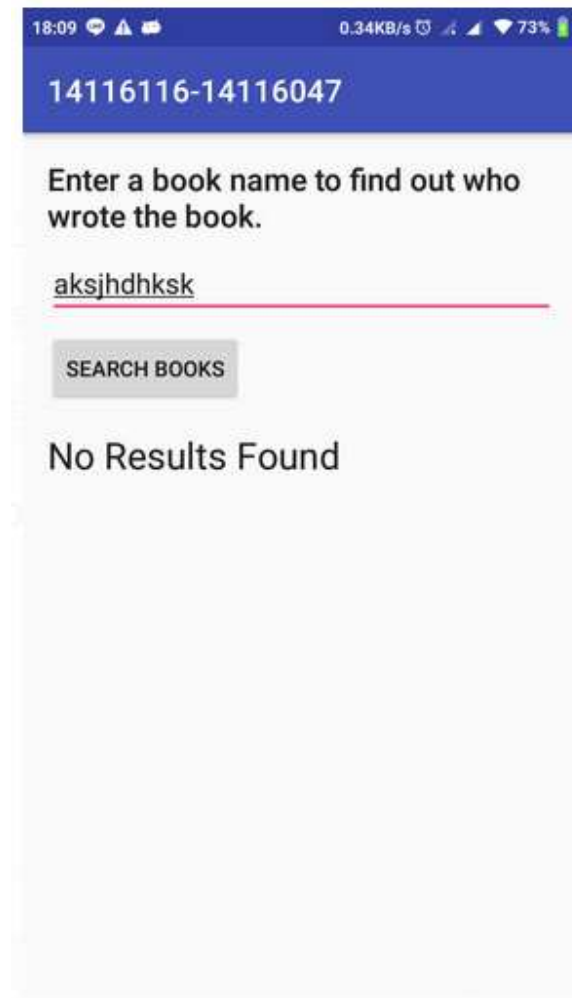 18:09 0.34KB/s 73%
14116116-14116047
Enter a book name to find out who
wrote the book.
aksjhdhksk
SEARCH BOOKS
No Results Found